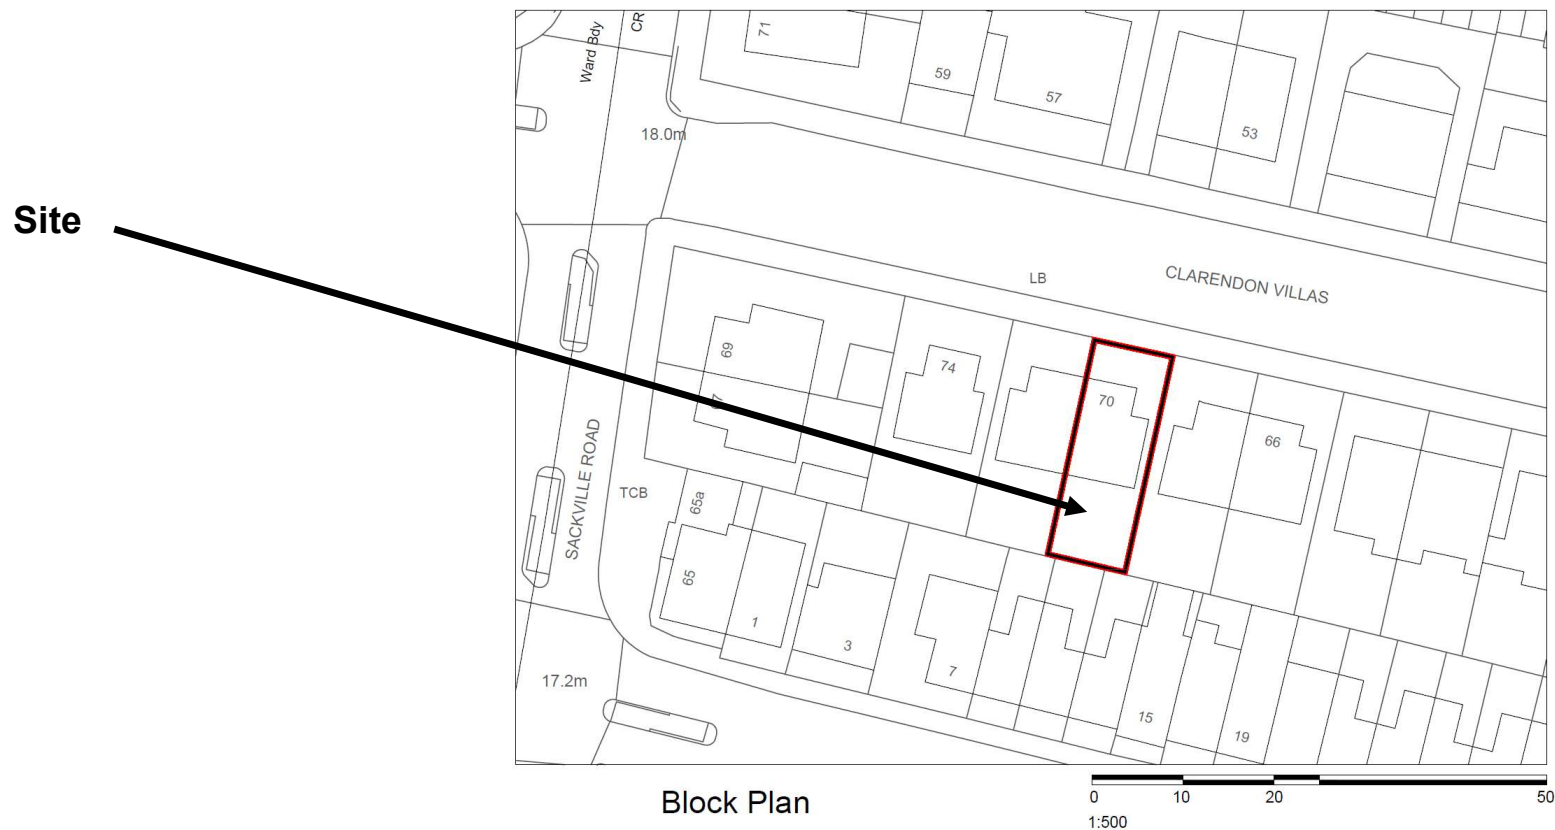 Ward Bdy
CR
71
59
57
53
18.0m
Site
LB
CLARENDON VILLAS
69
67
74
70
66
SACKVILLE ROAD
TCB
65a
65
1
3
7
15
19
17.2m
Block Plan
0 10 20 50
1:500